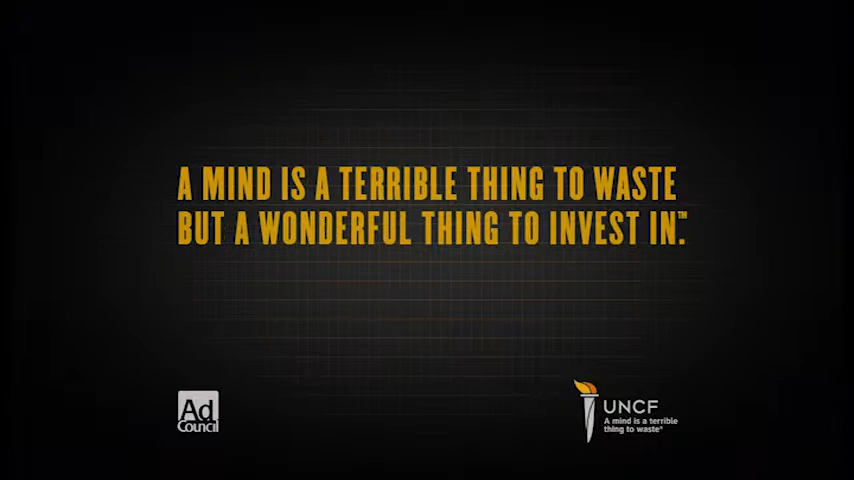 A MIND IS A TERRIBLE THING TO WASTE
BUT A WONDERFUL THING TO INVEST IN.™
Ad
Council
UNCF
A mind is a terrible
thing to waste®